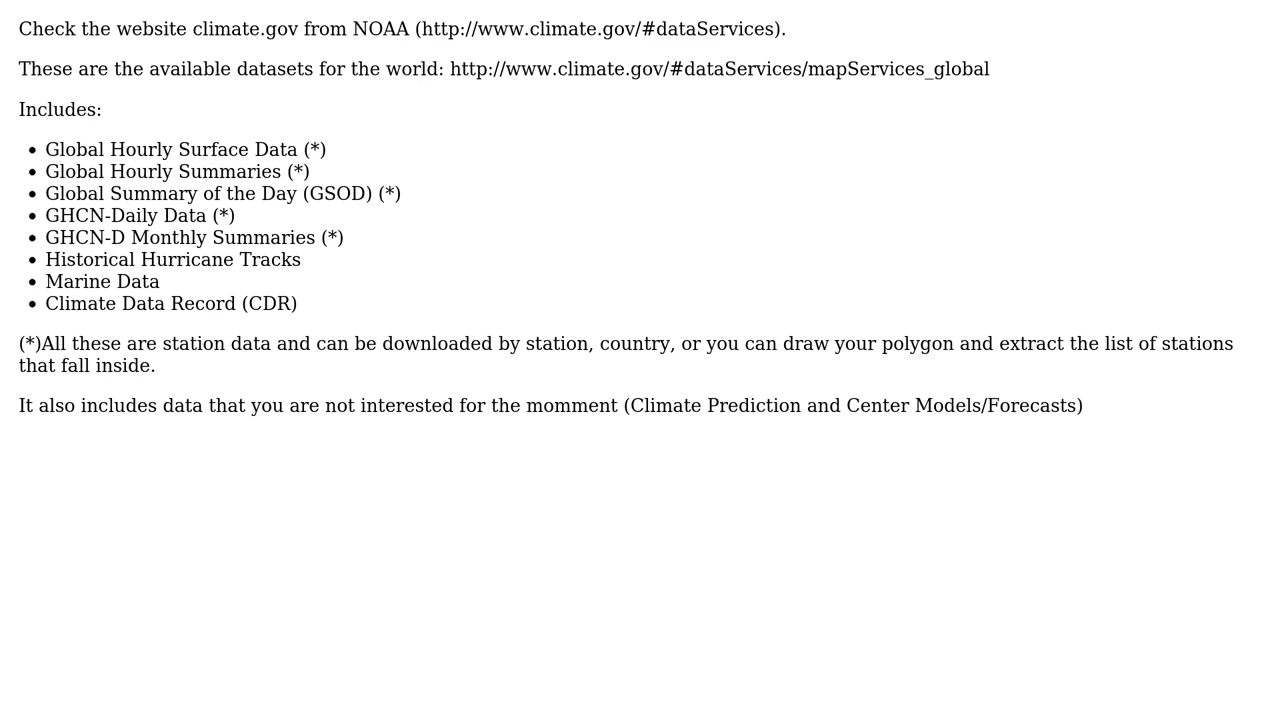 Check the website climate.gov from NOAA (http://www.climate.gov/#dataServices).
These are the available datasets for the world: http://www.climate.gov/#dataServices/mapServices_global
Includes:
• Global Hourly Surface Data (*)
• Global Hourly Summaries (*)
• Global Summary of the Day (GSOD) (*)
• GHCN-Daily Data (*)
• GHCN-D Monthly Summaries (*)
• Historical Hurricane Tracks
• Marine Data
• Climate Data Record (CDR)
(*)All these are station data and can be downloaded by station, country, or you can draw your polygon and extract the list of stations
that fall inside.
It also includes data that you are not interested for the momment (Climate Prediction and Center Models/Forecasts)